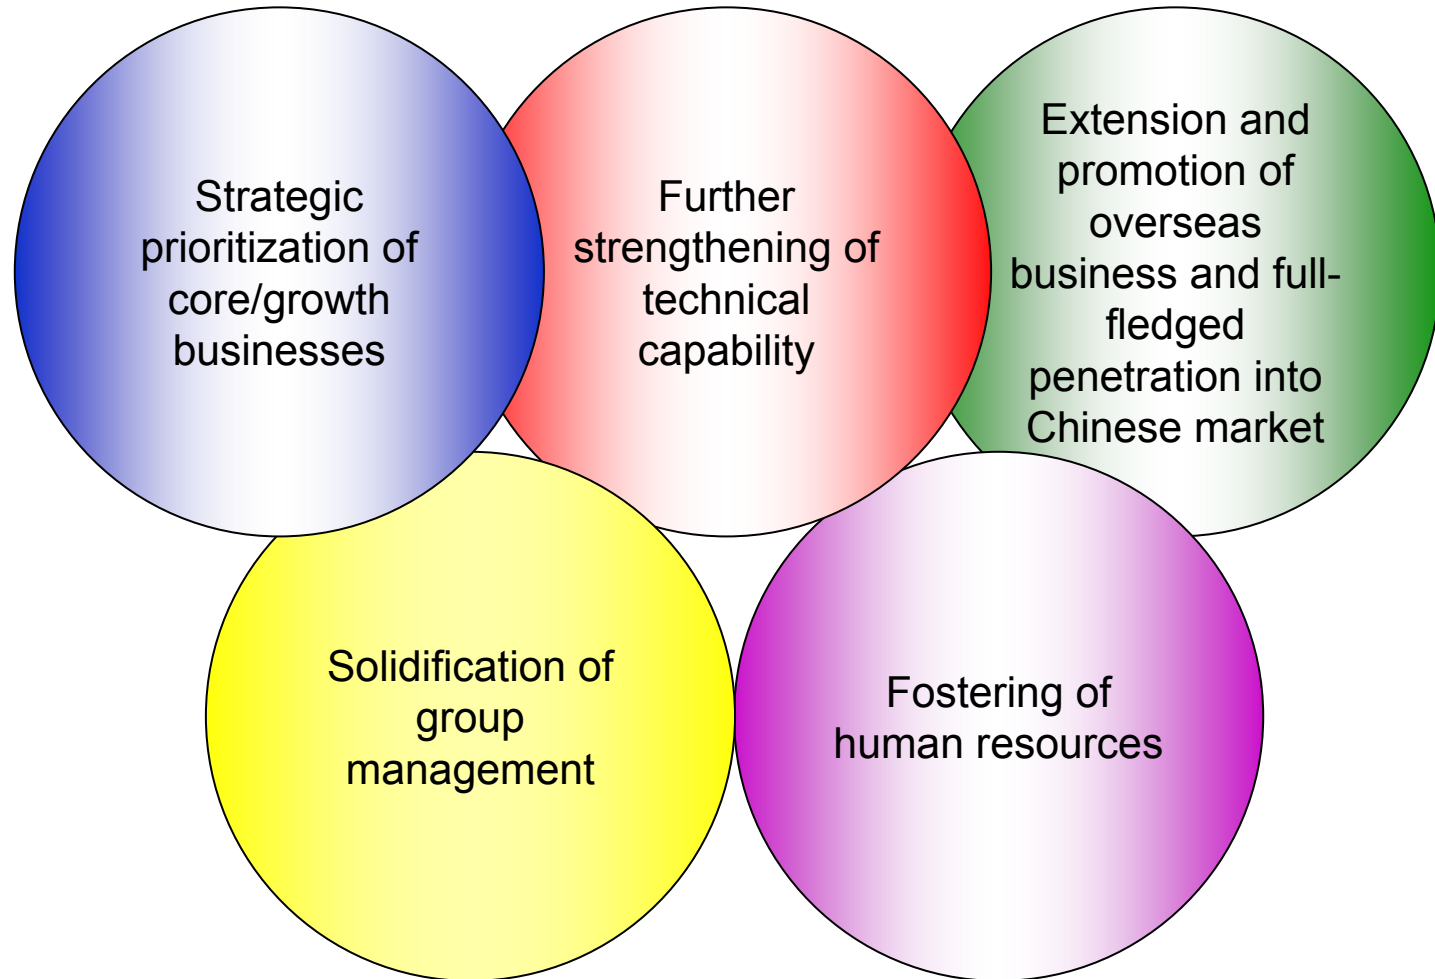 Strategic
prioritization of
core/growth
businesses
Further
strengthening of
technical
capability
Extension and
promotion of
overseas
business and full-
fledged
penetration into
Chinese market
Solidification of
group
management
Fostering of
human resources